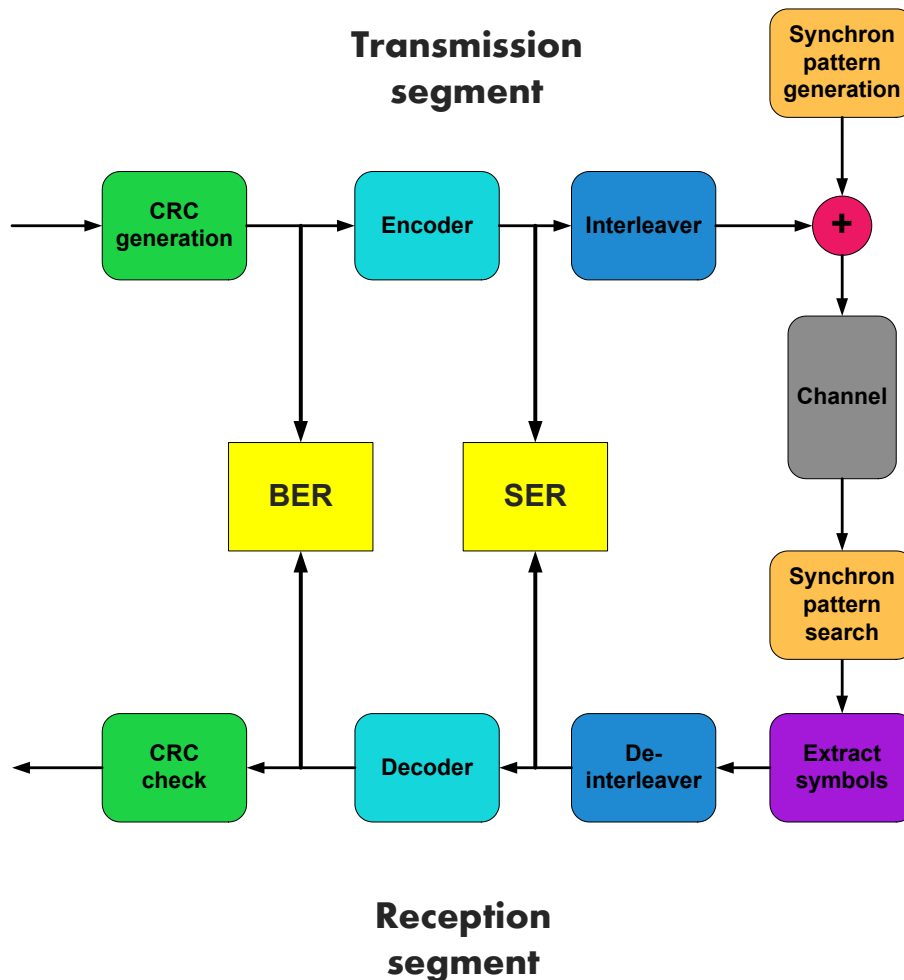 Transmission
segment
Synchron
pattern
generation
CRC
generation
Encoder
Interleaver
+
Channel
BER
SER
Synchron
pattern
search
CRC
check
Decoder
De-
interleaver
Extract
symbols
Reception
segment